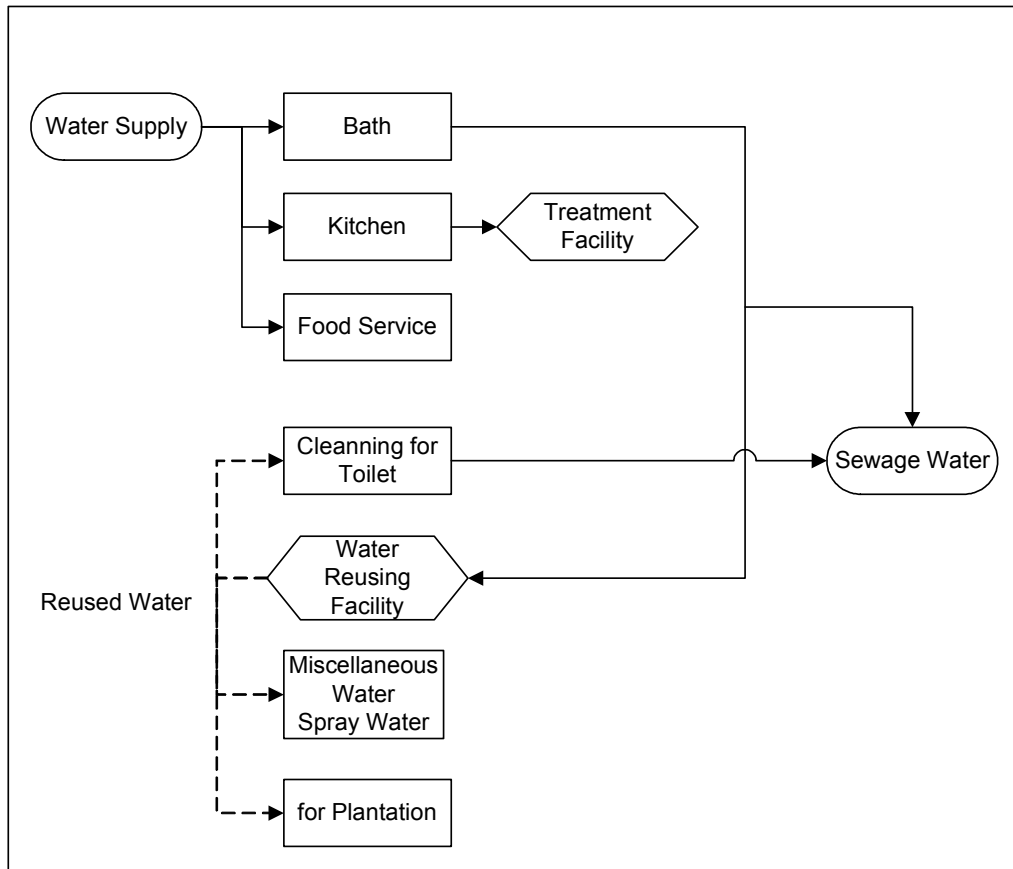 Water Supply
Bath
Kitchen
Treatment
Facility
Food Service
Cleanning for
Toilet
Sewage Water
Water
Reusing
Facility
Reused Water
Miscellaneous
Water
Spray Water
for Plantation